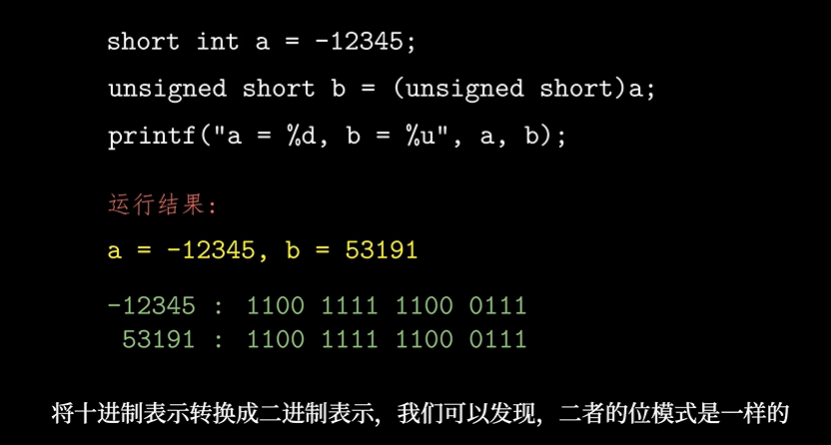 short int a = -12345;
unsigned short b = (unsigned short)a;
printf("a = %d, b = %u", a, b);
运行结果:
a = -12345, b = 53191
-12345 : 1100 1111 1100 0111
53191 : 1100 1111 1100 0111
将十进制表示转换成二进制表示，我们可以发现，二者的位模式是一样的